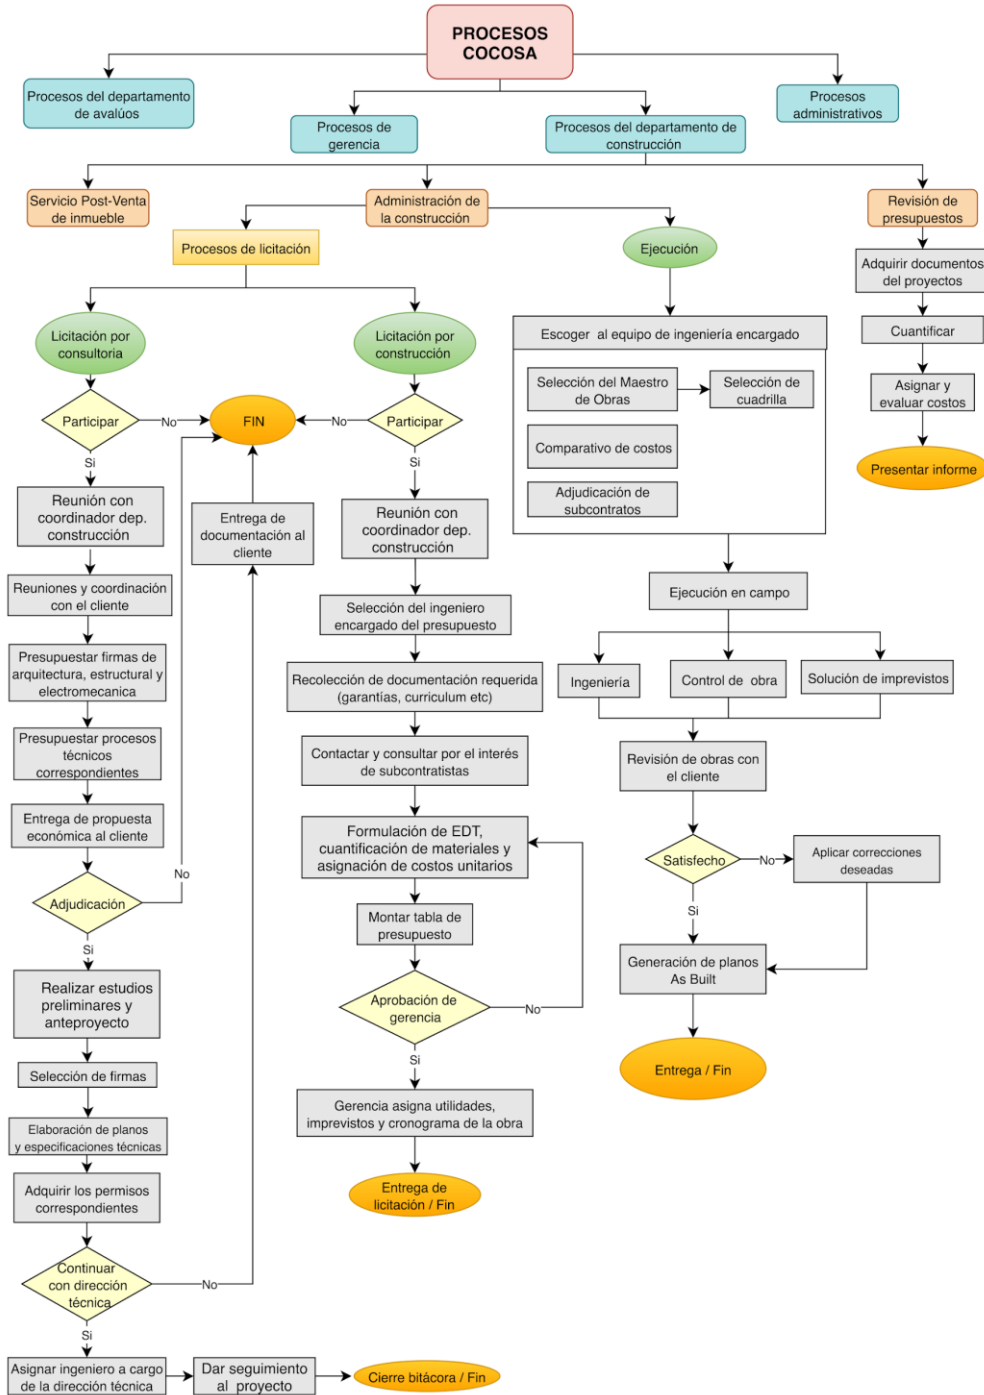 PROCESOS
COCOSA
Procesos del departamento
de avalúos
Procesos de
gerencia
Procesos del departamento de
construcción
Procesos
administrativos
Servicio Post-Venta
de inmueble
Administración de
la construcción
Revisión de
presupuestos
Procesos de licitación
Ejecución
Adquirir documentos
del proyectos
Cuantificar
Asignar y
evaluar costos
Presentar informe
Licitación por
consultoria
Licitación por
construcción
Participar
No
FIN
No
Participar
Si
Si
Reunión con
coordinador dep.
construcción
Reuniones y coordinación
con el cliente
Presupuestar firmas de
arquitectura, estructural y
electromecanica
Presupuestar procesos
técnicos
correspondientes
Entrega de propuesta
económica al cliente
Adjudicación
No
Si
Realizar estudios
preliminares y
anteproyecto
Selección de firmas
Elaboración de planos
y especificaciones técnicas
Adquirir los permisos
correspondientes
Continuar
con dirección
técnica
No
Si
Asignar ingeniero a cargo
de la dirección técnica
Dar seguimiento
al proyecto
Cierre bitácora / Fin
Entrega de
documentación al
cliente
Reunión con
coordinador dep.
construcción
Selección del ingeniero
encargado del presupuesto
Recolección de documentación requerida
(garantías, curriculum etc)
Contactar y consultar por el interés
de subcontratistas
Formulación de EDT,
cuantificación de materiales y
asignación de costos unitarios
Montar tabla de
presupuesto
Aprobación de
gerencia
No
Si
Gerencia asigna utilidades,
imprevistos y cronograma de la obra
Entrega de
licitación / Fin
Escoger al equipo de ingeniería encargado
Selección del Maestro
de Obras
Selección de
cuadrilla
Comparativo de costos
Adjudicación de
subcontratos
Ejecución en campo
Ingeniería
Control de obra
Solución de imprevistos
Revisión de obras con
el cliente
Satisfecho
No
Aplicar correcciones
deseadas
Si
Generación de planos
As Built
Entrega / Fin